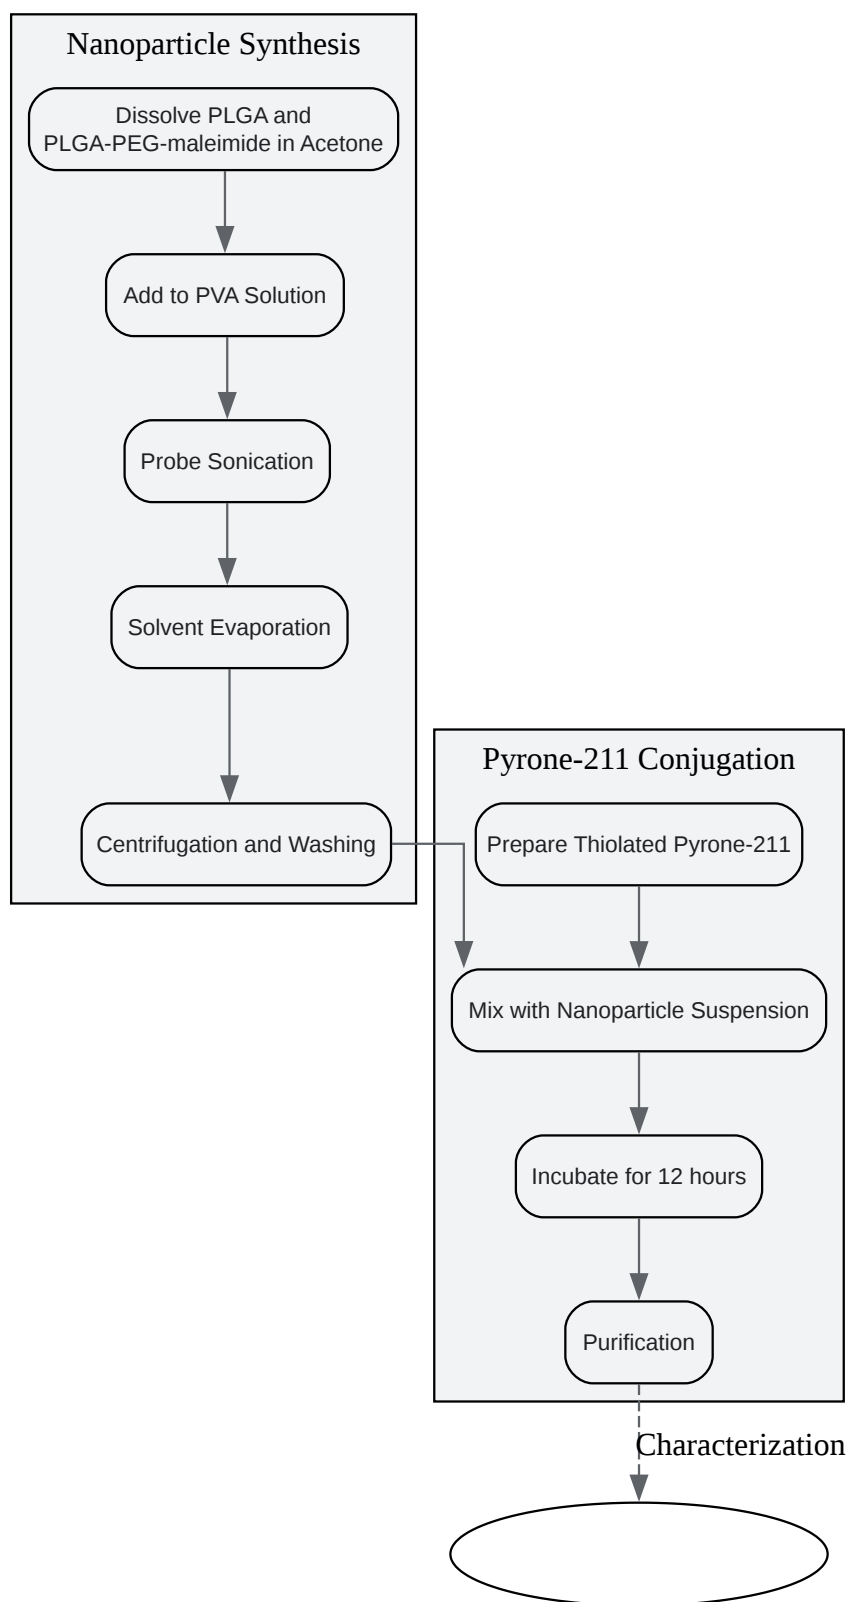 Nanoparticle Synthesis
Dissolve PLGA and
PLGA-PEG-maleimide in Acetone
Add to PVA Solution
Probe Sonication
Solvent Evaporation
Centrifugation and Washing
Pyrone-211 Conjugation
Prepare Thiolated Pyrone-211
Mix with Nanoparticle Suspension
Incubate for 12 hours
Purification
Characterization